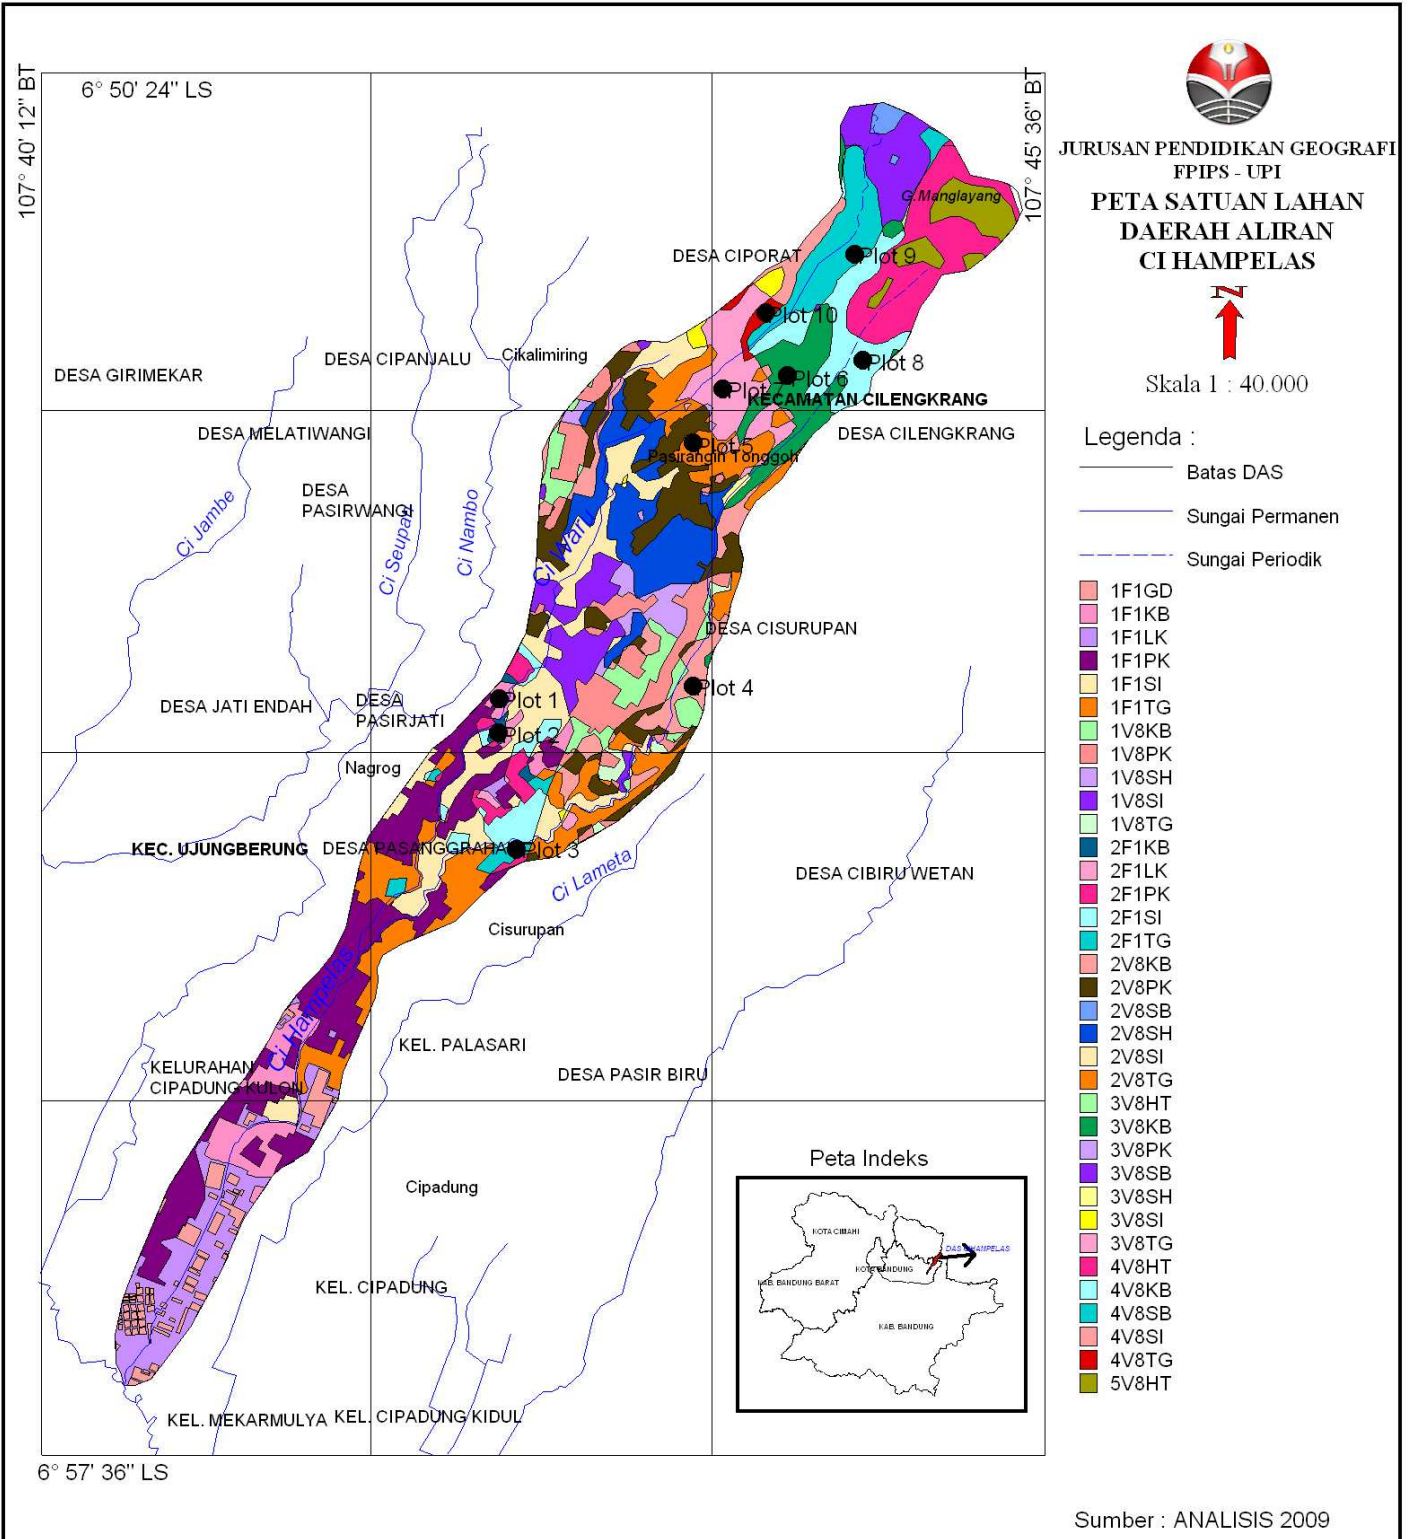 6° 50' 24" LS
107° 40' 12" BT
107° 45' 36" BT
JURUSAN PENDIDIKAN GEOGRAFI
FPIPS - UPI
PETA SATUAN LAHAN
DAERAH ALIRAN
CI HAMPELAS
N
Skala 1 : 40.000
Legenda :
Batas DAS
Sungai Permanen
Sungai Periodik
1F1GD
1F1KB
1F1LK
1F1PK
1F1SI
1F1TG
1V8KB
1V8PK
1V8SH
1V8SI
1V8TG
2F1KB
2F1LK
2F1PK
2F1SI
2F1TG
2V8KB
2V8PK
2V8SB
2V8SH
2V8SI
2V8TG
3V8HT
3V8KB
3V8PK
3V8SB
3V8SH
3V8SI
3V8TG
4V8HT
4V8KB
4V8SB
4V8SI
4V8TG
5V8HT
G.Manglayang
DESA CIPORAT
Plot 9
Plot 10
DESA CIPANJALU
Cikalimiring
DESA GIRIMEKAR
Plot 8
Plot 6
Plot 7
KECAMATAN CILENGKRANG
DESA MELATIWANGI
DESA CILENGKRANG
Plot 5
Pasirangin Tonggoh
DESA
PASIRWANGI
Ci Jambe
Ci Seupan
Ci Nambo
Ci Waru
DESA CISURUPAN
Plot 4
DESA JATI ENDAH
DESA
PASIRJATI
Plot 1
Plot 2
Nagrog
KEC. UJUNGBERUNG
DESA PASANGGRAHAN
Plot 3
Ci Lameta
DESA CIBIRU WETAN
Cisurupan
Ci Hampelas
KEL. PALASARI
KELURAHAN
CIPADUNG KULON
DESA PASIR BIRU
Cipadung
KEL. CIPADUNG
KEL. MEKARMULYA
KEL. CIPADUNG KIDUL
Peta Indeks
KOTA CIMAHI
DAS CIHAMPELAS
KOTA BANDUNG
KAB. BANDUNG BARAT
KAB. BANDUNG
6° 57' 36" LS
Sumber : ANALISIS 2009